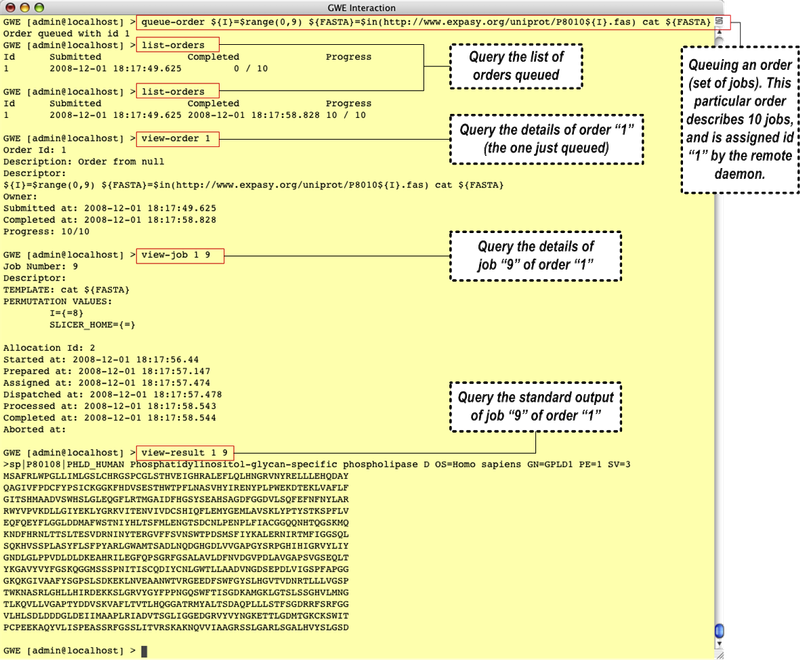 GWE Interaction
GWE [admin@localhost] > queue-order ${I}=$range(0,9) ${FASTA}=$in(http://www.expasy.org/uniprot/P8010${I}.fas) cat ${FASTA}
Order queued with id 1
GWE [admin@localhost] > list-orders
Id Submitted Completed Progress
1 2008-12-01 18:17:49.625 0 / 10
GWE [admin@localhost] > list-orders
Id Submitted Completed Progress
1 2008-12-01 18:17:49.625 2008-12-01 18:17:58.828 10 / 10
GWE [admin@localhost] > view-order 1
Order Id: 1
Description: Order from null
Descriptor:
${I}=$range(0,9) ${FASTA}=$in(http://www.expasy.org/uniprot/P8010${I}.fas) cat ${FASTA}
Owner:
Submitted at: 2008-12-01 18:17:49.625
Completed at: 2008-12-01 18:17:58.828
Progress: 10/10
GWE [admin@localhost] > view-job 1 9
Job Number: 9
Descriptor:
TEMPLATE: cat ${FASTA}
PERMUTATION VALUES:
I={=8}
SLICER_HOME={=}
Allocation Id: 2
Started at: 2008-12-01 18:17:56.44
Prepared at: 2008-12-01 18:17:57.147
Assigned at: 2008-12-01 18:17:57.474
Dispatched at: 2008-12-01 18:17:57.478
Processed at: 2008-12-01 18:17:58.543
Completed at: 2008-12-01 18:17:58.544
Aborted at:
GWE [admin@localhost] > view-result 1 9
>sp|P80108|PHLD_HUMAN Phosphatidylinositol-glycan-specific phospholipase D OS=Homo sapiens GN=GPLD1 PE=1 SV=3
MSAFRLWPGLLIMLGSLCHRGSPCGLSTHVEIGHRALEFLQLHNGRVNYRELLLEHQDAY
QAGIVFPDCFYPSICKGGKFHDVSESTHWTPFLNASVHYIRENYPLPWEKDTEKLVAFLF
GITSHMAADVSWHSLGLEQGFLRTMGAIDFHGSYSEAHSAGDFGGDVLSQFEFNFNYLAR
RWYVPVKDLLGIYEKLYGRKVITENVIVDCSHIQFLEMYGEMLAVSKLYPTYSTKSPFLV
EQFQEYFLGGLDDMAFWSTNIYHLTSFMLENGTSDCNLPENPLFIACGGQQNHTQGSKMQ
KNDFHRNLTTSLTESVDRNINYTERGVFFSVNSWTPDSMSFIYKALERNIRTMFIGGSQL
SQKHVSSPLASYFLSFPYARLGWAMTSADLNQDGHGDLVVGAPGYSRPGHIHIGRVYLIY
GNDLGLPPVDLDLDKEAHRILEGFQPSGRFGSALAVLDFNVDGVPDLAVGAPSVGSEQLT
YKGAVYVYFGSKQGGMSSSPNITISCQDIYCNLGWTLLAADVNGDSEPDLVIGSPFAPGG
GKQKGIVAAFYSGPSLSDKEKLNVEAANWTVRGEEDFSWFGYSLHGVTVDNRTLLLVGSP
TWKNASRLGHLLHIRDEKKSLGRVYGYFPPNGQSWFTISGDKAMGKLGTSLSSGHVLMNG
TLKQVLLVGAPTYDDVSKVAFLTVTLHQGGATRMYALTSDAQPLLLSTFSGDRRFSRFGG
VLHLSDLDDDGLDEIIMAAPLRIADVTSGLIGGEDGRVYVYNGKETTLGDMTGKCKSWIT
PCPEEKAQYVLISPEASSRFGSSLITVRSKAKNQVVIAAGRSSLGARLSGALHVYSLGSD
GWE [admin@localhost] >
Query the list of
orders queued
Queuing an order
(set of jobs). This
particular order
describes 10 jobs,
and is assigned id
“1” by the remote
daemon.
Query the details of order “1”
(the one just queued)
Query the details of
job “9” of order “1”
Query the standard output
of job “9” of order “1”